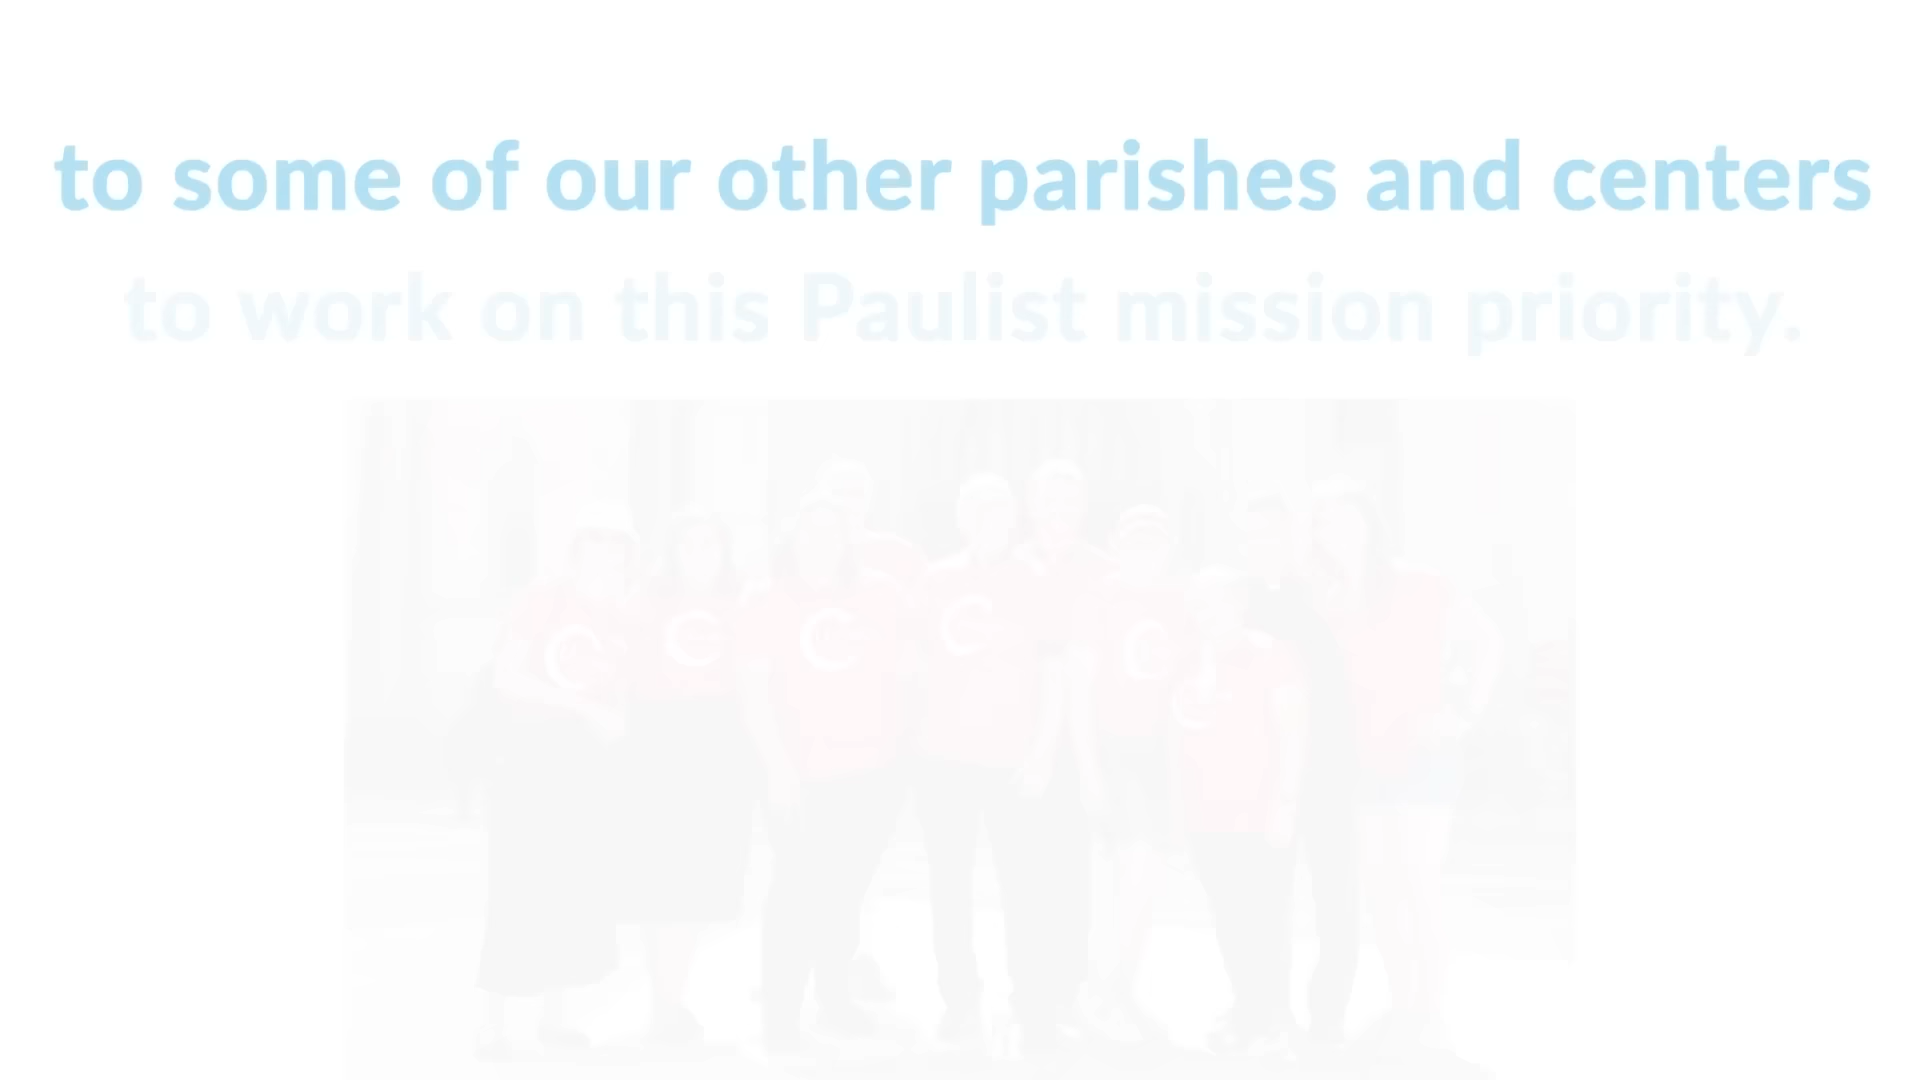 to some of our other parishes and centers
to work on this Paulist mission priority.